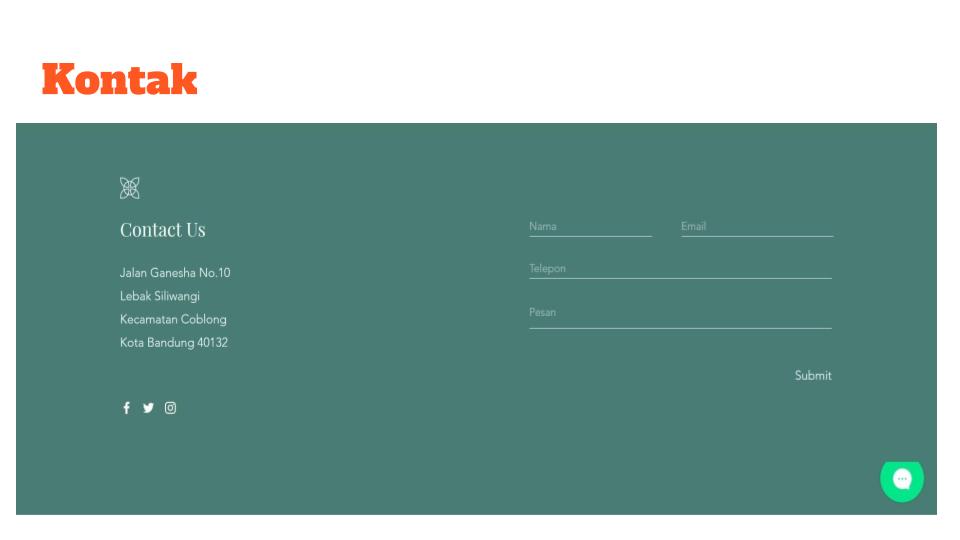 Kontak
Contact Us
Jalan Ganesha No.10
Lebak Siliwangi
Kecamatan Coblong
Kota Bandung 40132
Nama
Email
Telepon
Pesan
Submit